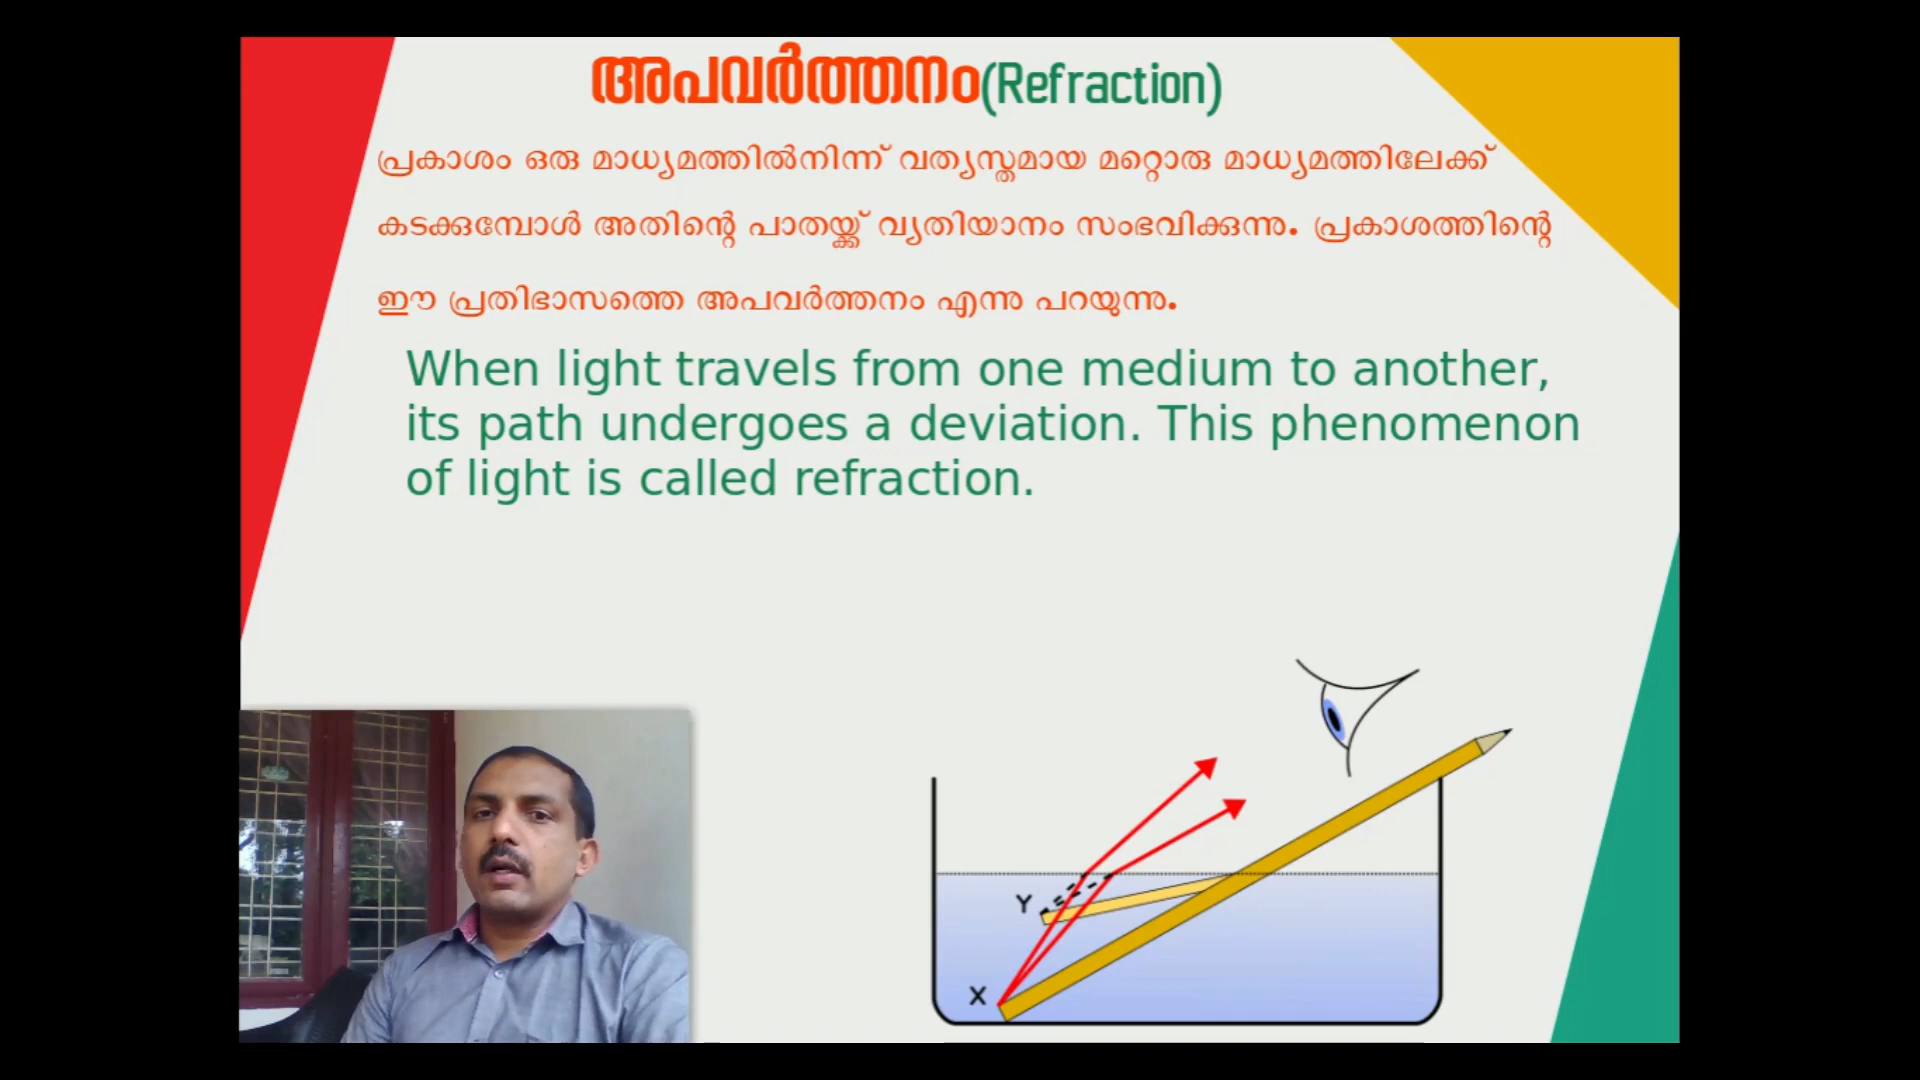 അപവർത്തനം(Refraction)
പ്രകാശം ഒരു മാധ്യമത്തിൽനിന്ന് വത്യസ്തമായ മറ്റൊരു മാധ്യമത്തിലേക്ക്
കടക്കുമ്പോൾ അതിന്റെ പാതയ്ക്ക് വ്യതിയാനം സംഭവിക്കുന്നു. പ്രകാശത്തിന്റെ
ഈ പ്രതിഭാസത്തെ അപവർത്തനം എന്നു പറയുന്നു.
When light travels from one medium to another,
its path undergoes a deviation. This phenomenon
of light is called refraction.
Y
X